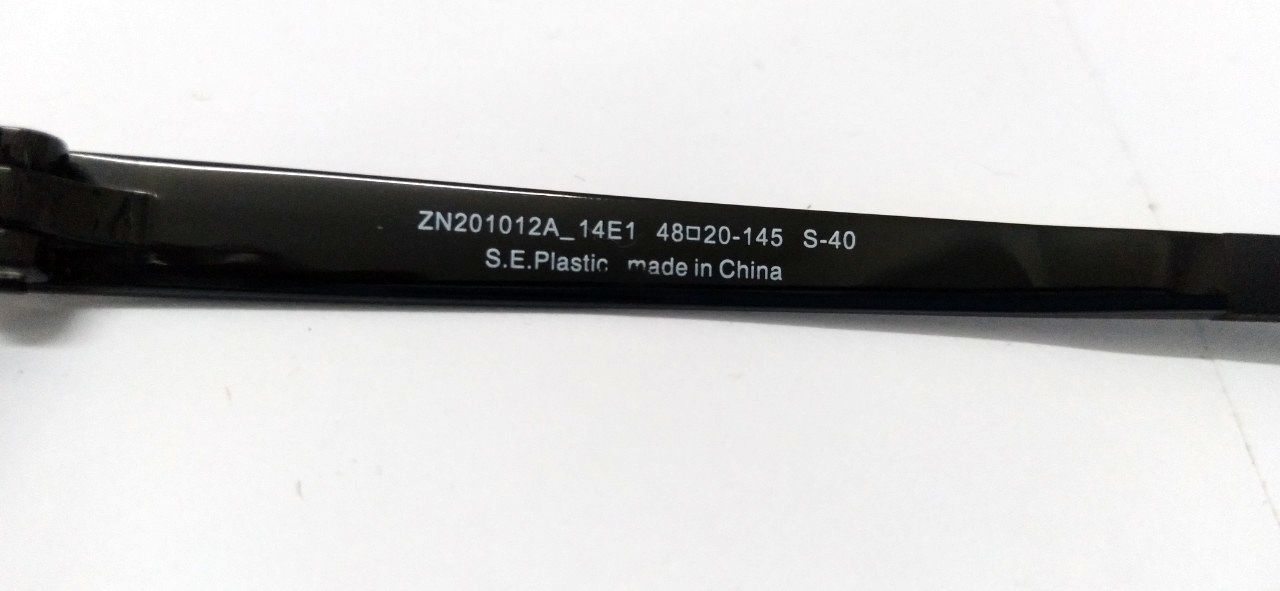 ZN201012A_14E1 48□20-145 S-40
S.E.Plastic made in China